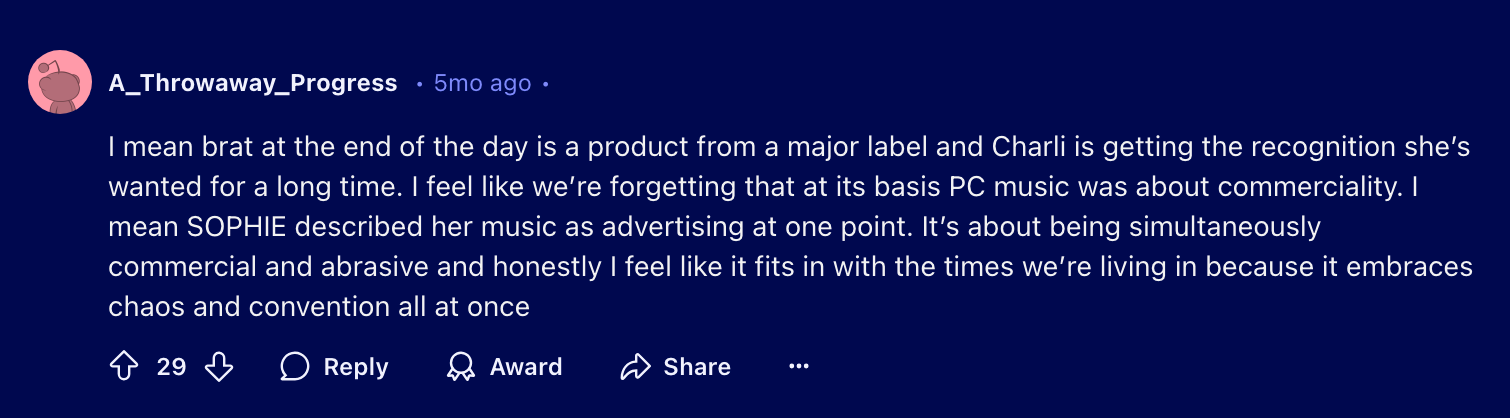 A_Throwaway_Progress • 5mo ago •
I mean brat at the end of the day is a product from a major label and Charli is getting the recognition she’s
wanted for a long time. I feel like we’re forgetting that at its basis PC music was about commerciality. I
mean SOPHIE described her music as advertising at one point. It’s about being simultaneously
commercial and abrasive and honestly I feel like it fits in with the times we’re living in because it embraces
chaos and convention all at once
29 Reply Award Share ···